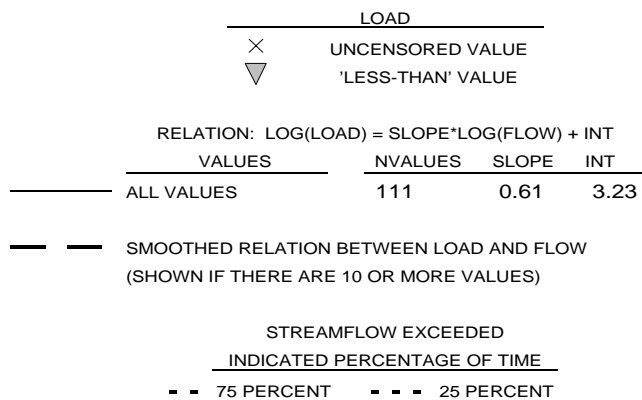 LOAD
UNCENSORED VALUE
'LESS-THAN' VALUE
RELATION: LOG(LOAD) = SLOPE*LOG(FLOW) + INT
VALUES NVALUES SLOPE INT
ALL VALUES 111 0.61 3.23
SMOOTHED RELATION BETWEEN LOAD AND FLOW
(SHOWN IF THERE ARE 10 OR MORE VALUES)
STREAMFLOW EXCEEDED
INDICATED PERCENTAGE OF TIME
75 PERCENT 25 PERCENT